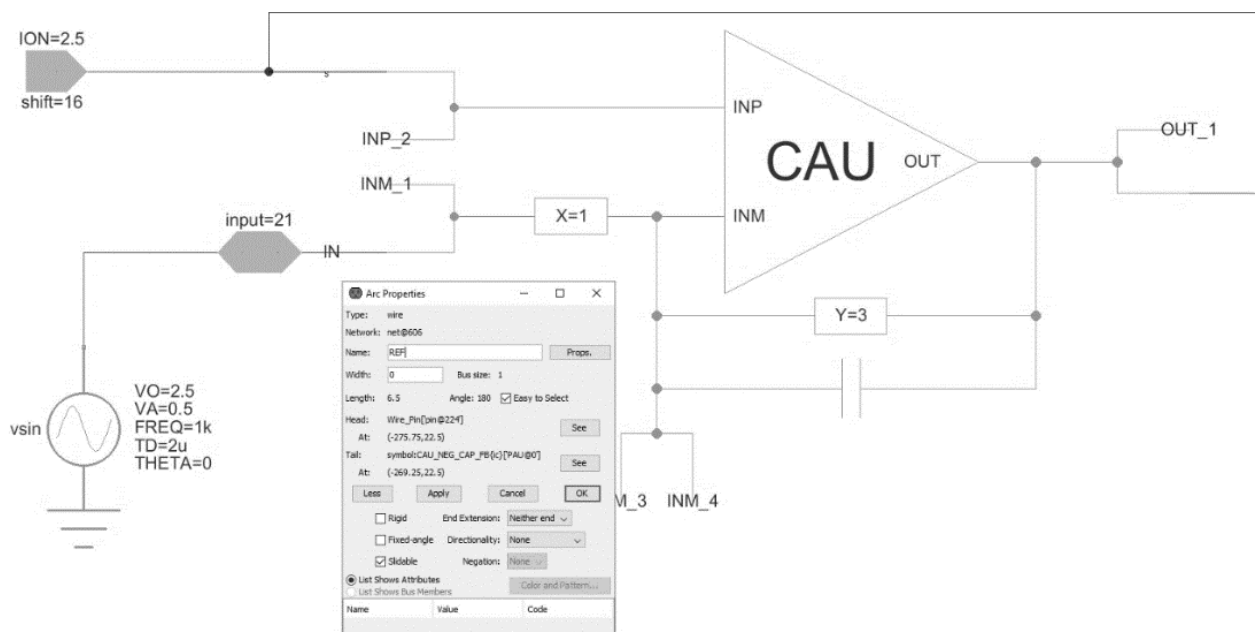 ION=2.5
shift=16
s
INP_2
INM_1
INP
CAU
OUT
OUT_1
X=1
INM
input=21
IN
Y=3
vsin
VO=2.5
VA=0.5
FREQ=1k
TD=2u
THETA=0
Arc Properties
Type: wire
Network: net@606
Name: REF Props.
Width: 0 Bus size: 1
Length: 6.5 Angle: 180 Easy to Select
Head: Wire_Pin['pin@224'] See
At: (-275.75,22.5)
Tail: symbol:CAU_NEG_CAP_FB{ic}['PAU@0'] See
At: (-269.25,22.5)
Less Apply Cancel OK
Rigid End Extension: Neither end
Fixed-angle Directionality: None
Slidable Negation: None
List Shows Attributes Color and Pattern...
List Shows Bus Members
Name Value Code
M_3
INM_4